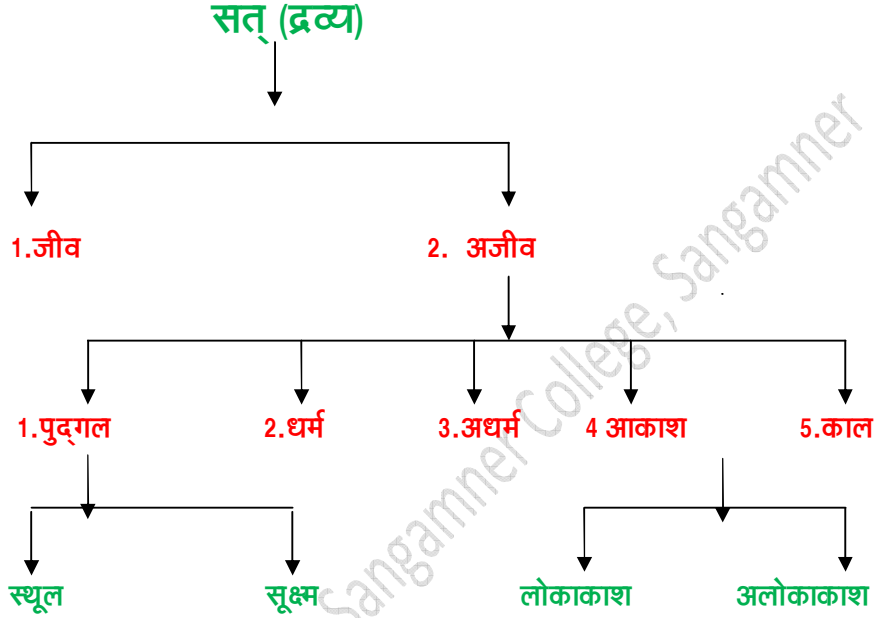 सत् (द्रव्य)
1.जीव
2. अजीव
1.पुद्‌गल
2.धर्म
3.अधर्म
4 आकाश
5.काल
स्थूल
सूक्ष्म
लोकाकाश
अलोकाकाश
Sangamner College, Sangamner